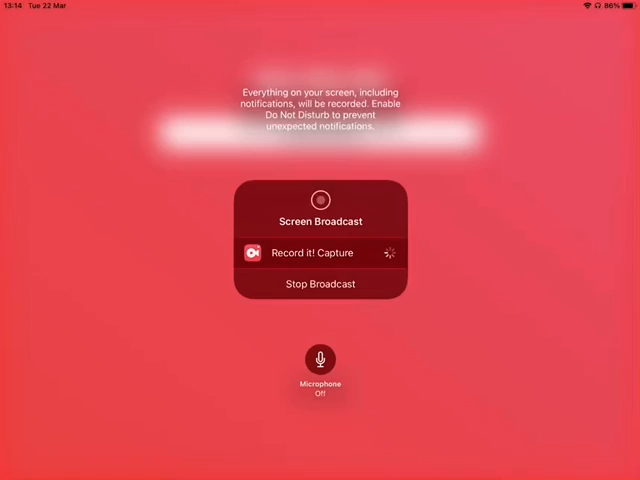 13:14 Tue 22 Mar 86%
Everything on your screen, including
notifications, will be recorded. Enable
Do Not Disturb to prevent
unexpected notifications.
Screen Broadcast
Record it! Capture
Stop Broadcast
Microphone
Off